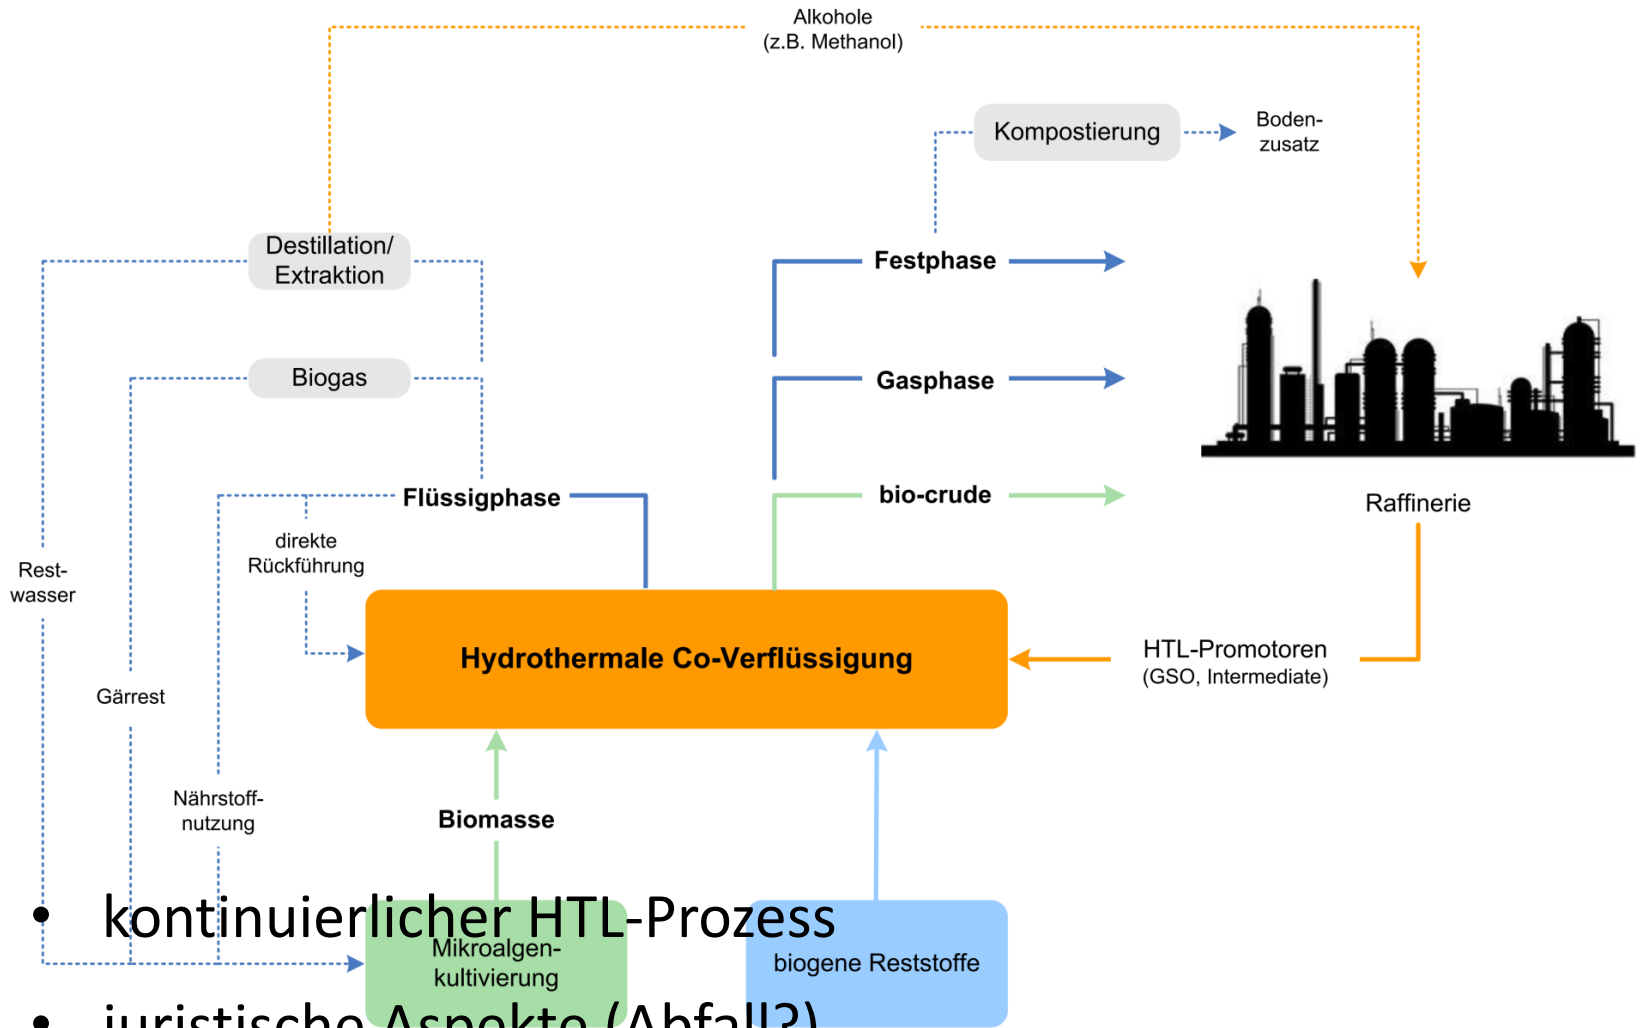 Alkohole
(z.B. Methanol)
Kompostierung
Boden-
zusatz
Destillation/
Extraktion
Festphase
Biogas
Gasphase
Flüssigphase
bio-crude
Raffinerie
direkte
Rückführung
Rest-
wasser
Hydrothermale Co-Verflüssigung
HTL-Promotoren
(GSO, Intermediate)
Gärrest
Nährstoff-
nutzung
Biomasse
• kontinuierlicher HTL-Prozess
Mikroalgen-
kultivierung
biogene Reststoffe
• juristische Aspekte (Abfall?)